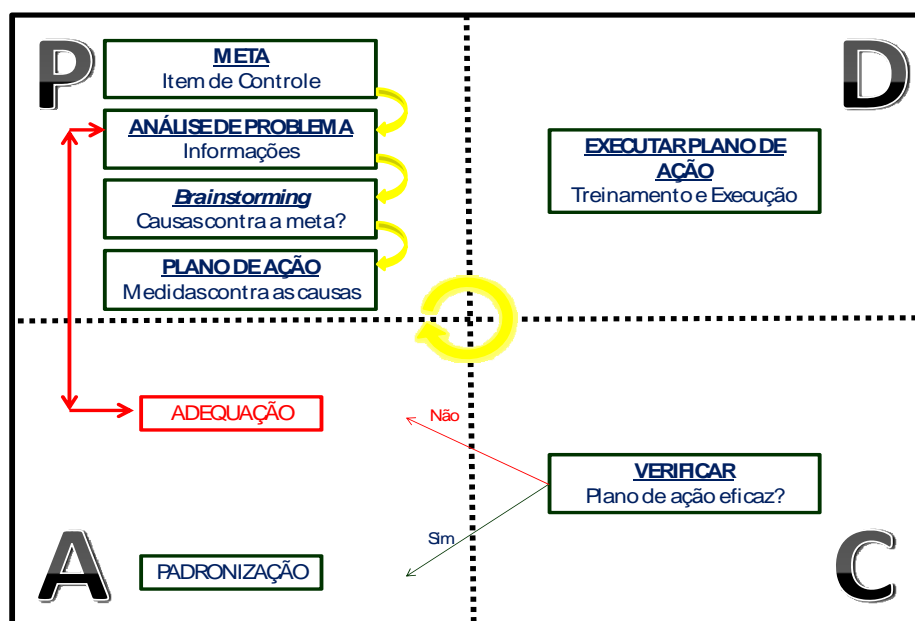 P
META
Item de Controle
ANÁLISE DE PROBLEMA
Informações
Brainstorming
Causas contra a meta?
PLANO DE AÇÃO
Medidas contra as causas
D
EXECUTAR PLANO DE
AÇÃO
Treinamento e Execução
ADEQUAÇÃO
Não
VERIFICAR
Plano de ação eficaz?
Sim
A
PADRONIZAÇÃO
C